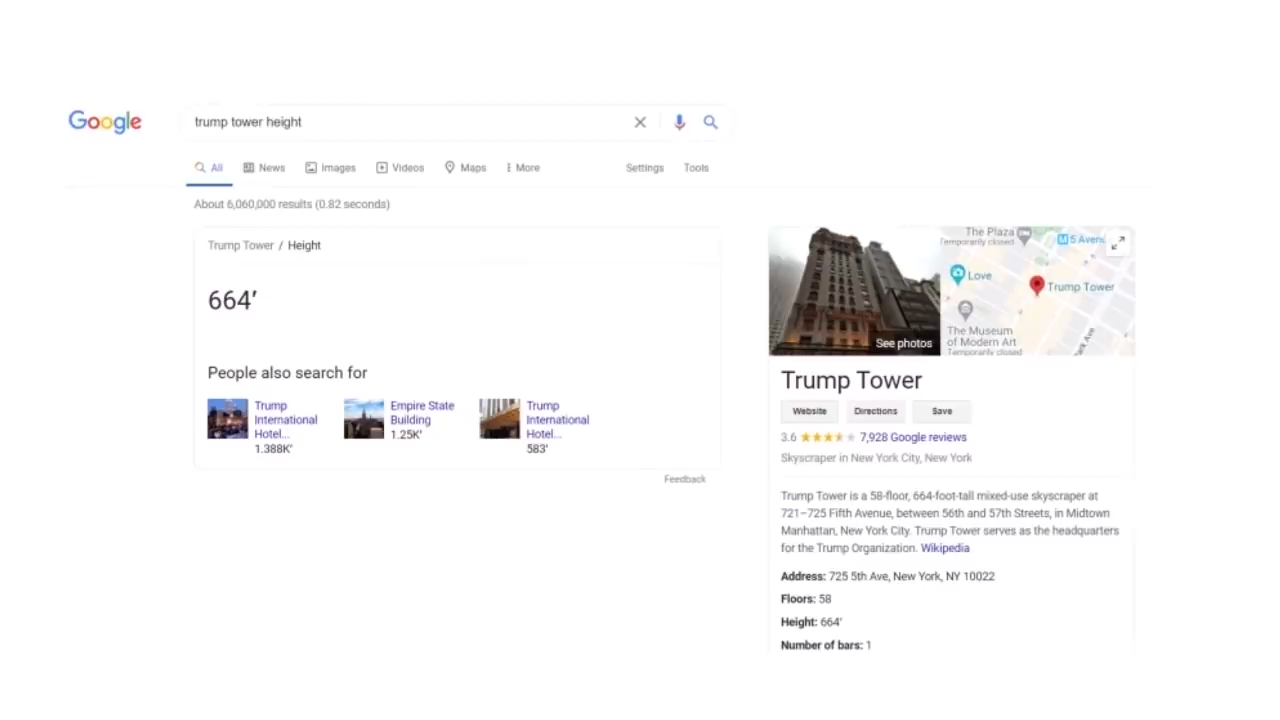 Google
trump tower height
All News Images Videos Maps More Settings Tools
About 6,060,000 results (0.82 seconds)
Trump Tower / Height
664′
People also search for
Trump
International
Hotel...
1.388K'
Empire State
Building
1.25K'
Trump
International
Hotel...
583'
Feedback
See photos
The Plaza
Temporarily closed
M 5 Aven
Love
Trump Tower
The Museum
of Modern Art
Temporarily closed
Park Ave
Trump Tower
Website Directions Save
3.6 7,928 Google reviews
Skyscraper in New York City, New York
Trump Tower is a 58-floor, 664-foot-tall mixed-use skyscraper at
721–725 Fifth Avenue, between 56th and 57th Streets, in Midtown
Manhattan, New York City. Trump Tower serves as the headquarters
for the Trump Organization. Wikipedia
Address: 725 5th Ave, New York, NY 10022
Floors: 58
Height: 664'
Number of bars: 1